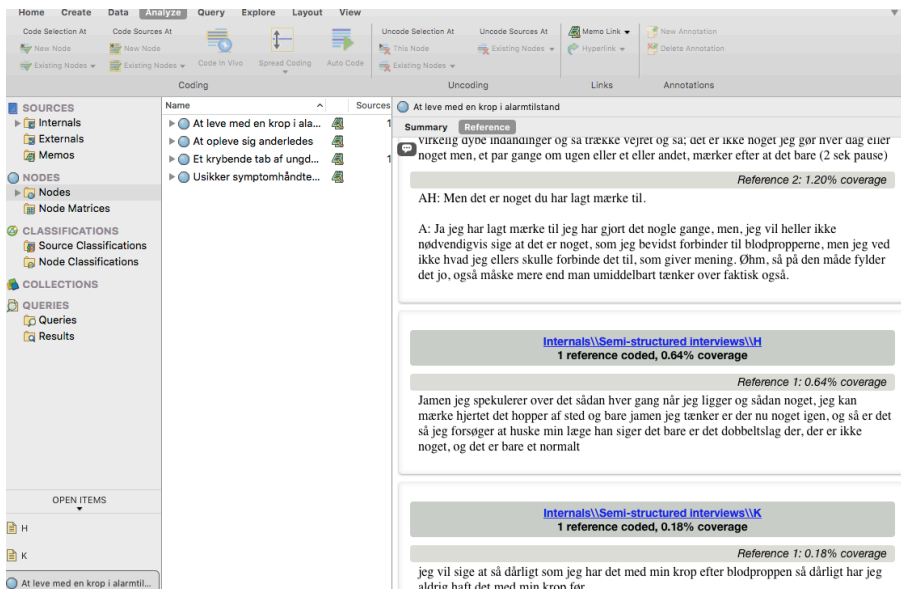 Home Create Data Analyze Query Explore Layout View
Code Selection At Code Sources At Uncode Selection At Uncode Sources At Memo Link New Annotation
New Node New Node This Node Existing Nodes Hyperlink Delete Annotation
Existing Nodes Existing Nodes Code In Vivo Spread Coding Auto Code Existing Nodes
Coding Uncoding Links Annotations
SOURCES
Internals
Externals
Memos
NODES
Nodes
Node Matrices
CLASSIFICATIONS
Source Classifications
Node Classifications
COLLECTIONS
QUERIES
Queries
Results
OPEN ITEMS
H
K
At leve med en krop i alarmtil...
Name Sources
At leve med en krop i ala... 1
At opleve sig anderledes
Et krybende tab af ungd... 1
Usikker symptomhåndte...
At leve med en krop i alarmtilstand
Summary Reference
virkelig dybe indåndinger og så trække vejret og så; det er ikke noget jeg gør hver dag eller
noget men, et par gange om ugen eller et eller andet, mærker efter at det bare (2 sek pause)
Reference 2: 1.20% coverage
AH: Men det er noget du har lagt mærke til.
A: Ja jeg har lagt mærke til jeg har gjort det nogle gange, men, jeg vil heller ikke
nødvendigvis sige at det er noget, som jeg bevidst forbinder til blodpropperne, men jeg ved
ikke hvad jeg ellers skulle forbinde det til, som giver mening. Øhm, så på den måde fylder
det jo, også måske mere end man umiddelbart tænker over faktisk også.
Internals\\Semi-structured interviews\\H
1 reference coded, 0.64% coverage
Reference 1: 0.64% coverage
Jamen jeg spekulerer over det sådan hver gang når jeg ligger og sådan noget, jeg kan
mærke hjertet det hopper af sted og bare jamen jeg tænker er der nu noget igen, og så er det
så jeg forsøger at huske min læge han siger det bare er det dobbeltslag der, der er ikke
noget, og det er bare et normalt
Internals\\Semi-structured interviews\\K
1 reference coded, 0.18% coverage
Reference 1: 0.18% coverage
jeg vil sige at så dårligt som jeg har det med min krop efter blodproppen så dårligt har jeg
aldrig haft det med min krop før